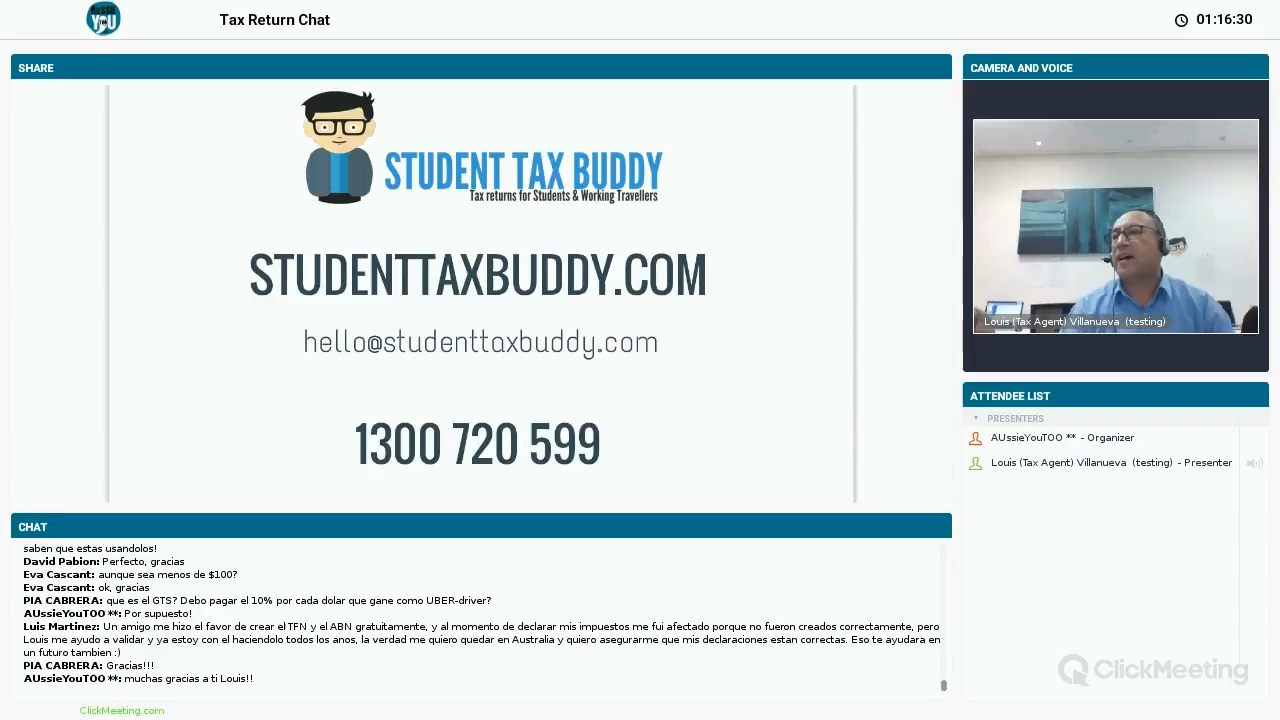 AUSSIE YOU TOO
Tax Return Chat
01:16:30
SHARE
CAMERA AND VOICE
STUDENT TAX BUDDY
Tax returns for Students & Working Travellers
STUDENTTAXBUDDY.COM
hello@studenttaxbuddy.com
1300 720 599
Louis (Tax Agent) Villanueva (testing)
ATTENDEE LIST
PRESENTERS
AUssieYouTOO ** - Organizer
Louis (Tax Agent) Villanueva (testing) - Presenter
CHAT
saben que estas usandolos!
David Pabion: Perfecto, gracias
Eva Cascant: aunque sea menos de $100?
Eva Cascant: ok, gracias
PIA CABRERA: que es el GTS? Debo pagar el 10% por cada dolar que gane como UBER-driver?
AUssieYouTOO **: Por supuesto!
Luis Martinez: Un amigo me hizo el favor de crear el TFN y el ABN gratuitamente, y al momento de declarar mis impuestos me fui afectado porque no fueron creados correctamente, pero
Louis me ayudo a validar y ya estoy con el haciendolo todos los anos, la verdad me quiero quedar en Australia y quiero asegurarme que mis declaraciones estan correctas. Eso te ayudara en
un futuro tambien :)
PIA CABRERA: Gracias!!!
AUssieYouTOO **: muchas gracias a ti Louis!!
ClickMeeting
ClickMeeting.com